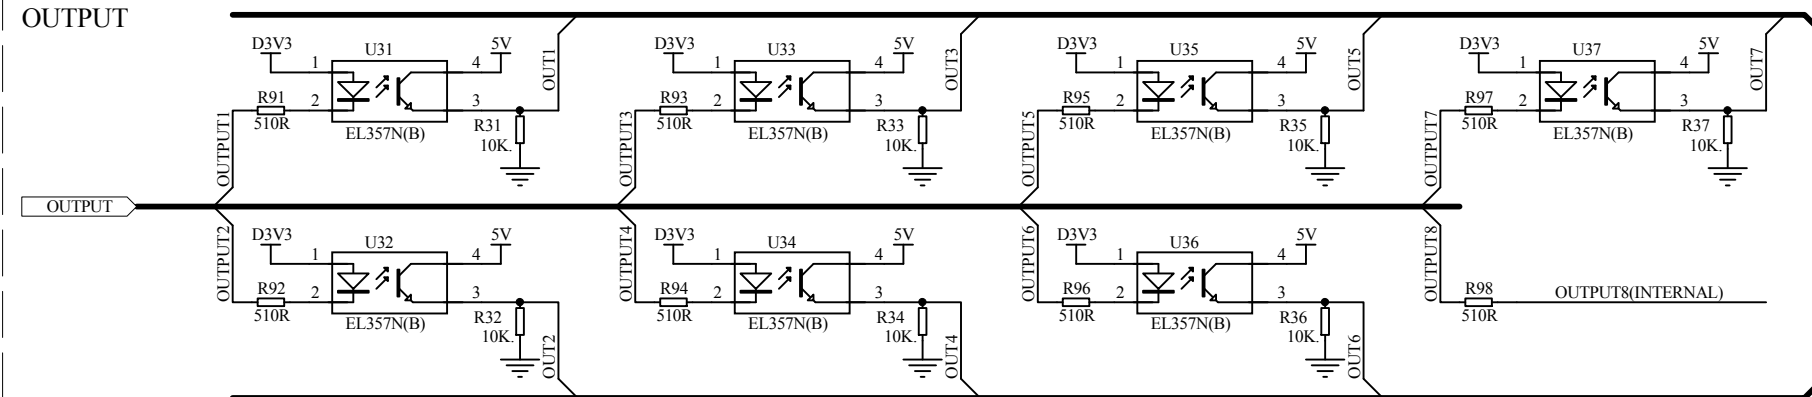 OUTPUT
D3V3
U31
5V
1
4
R91
2
3
510R
EL357N(B)
R31
10K.
OUTPUT1
OUT1
D3V3
U33
5V
1
4
R93
2
3
510R
EL357N(B)
R33
10K.
OUTPUT3
OUT3
D3V3
U35
5V
1
4
R95
2
3
510R
EL357N(B)
R35
10K.
OUTPUT5
OUT5
D3V3
U37
5V
1
4
R97
2
3
510R
EL357N(B)
R37
10K.
OUTPUT7
OUT7
OUTPUT
D3V3
U32
5V
1
4
R92
2
3
510R
EL357N(B)
R32
10K.
OUTPUT2
OUT2
D3V3
U34
5V
1
4
R94
2
3
510R
EL357N(B)
R34
10K.
OUTPUT4
OUT4
D3V3
U36
5V
1
4
R96
2
3
510R
EL357N(B)
R36
10K.
OUTPUT6
OUT6
OUTPUT8
R98
510R
OUTPUT8(INTERNAL)